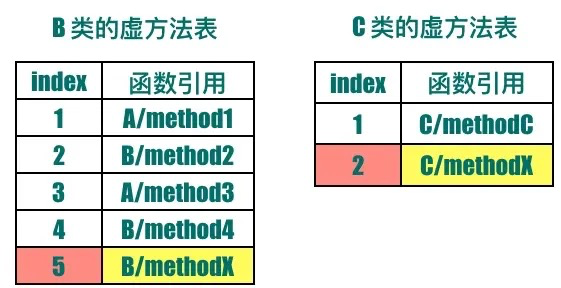 B 类的虚方法表
index 函数引用
1 A/method1
2 B/method2
3 A/method3
4 B/method4
5 B/methodX
C 类的虚方法表
index 函数引用
1 C/methodC
2 C/methodX